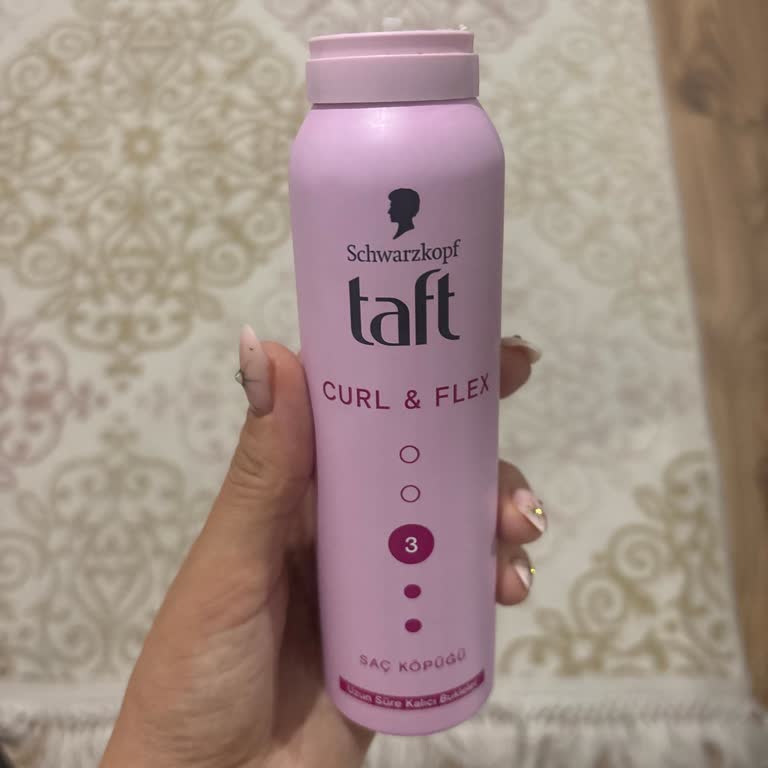 Schwarzkopf
taft
CURL & FLEX
3
SAÇ KÖPÜĞÜ
Uzun Süre Kalıcı Bukleler